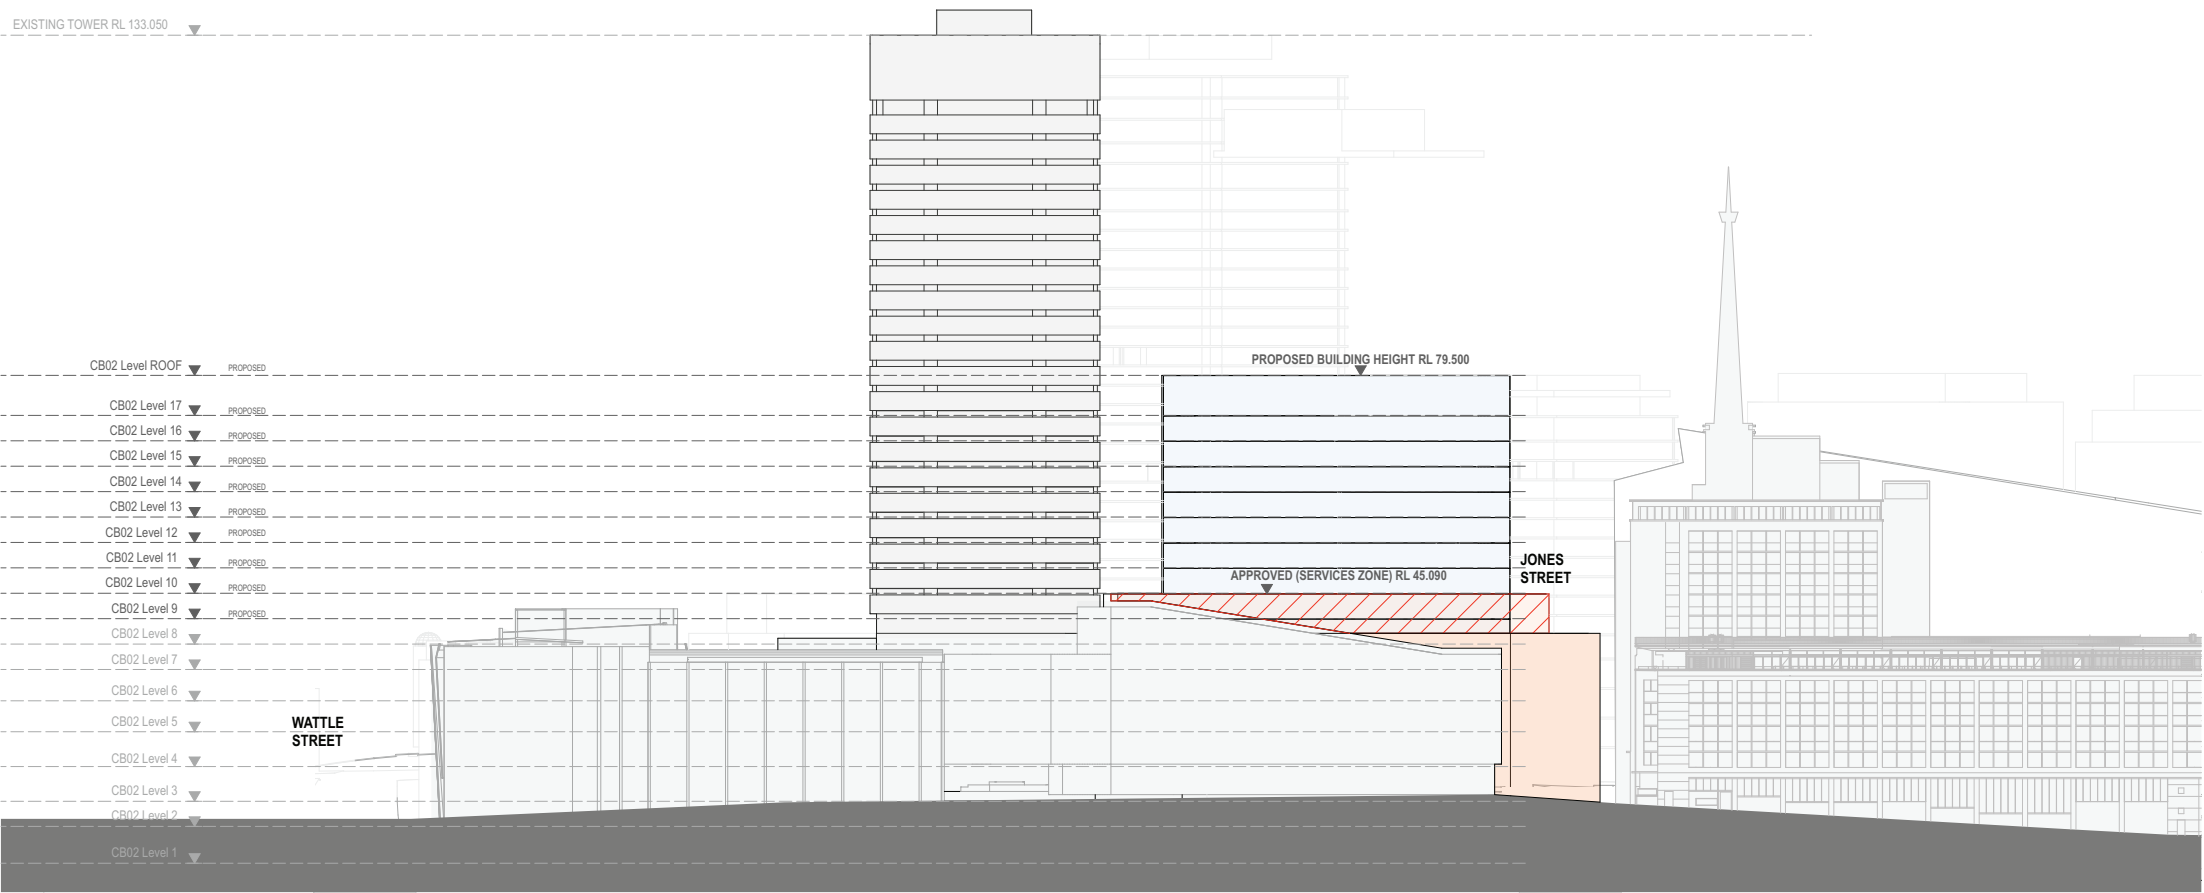 EXISTING TOWER RL 133.050
PROPOSED BUILDING HEIGHT RL 79.500
CB02 Level ROOF PROPOSED
CB02 Level 17 PROPOSED
CB02 Level 16 PROPOSED
CB02 Level 15 PROPOSED
CB02 Level 14 PROPOSED
CB02 Level 13 PROPOSED
CB02 Level 12 PROPOSED
CB02 Level 11 PROPOSED
JONES
STREET
APPROVED (SERVICES ZONE) RL 45.090
CB02 Level 10 PROPOSED
CB02 Level 9 PROPOSED
CB02 Level 8
CB02 Level 7
CB02 Level 6
CB02 Level 5
WATTLE
STREET
CB02 Level 4
CB02 Level 3
CB02 Level 2
CB02 Level 1